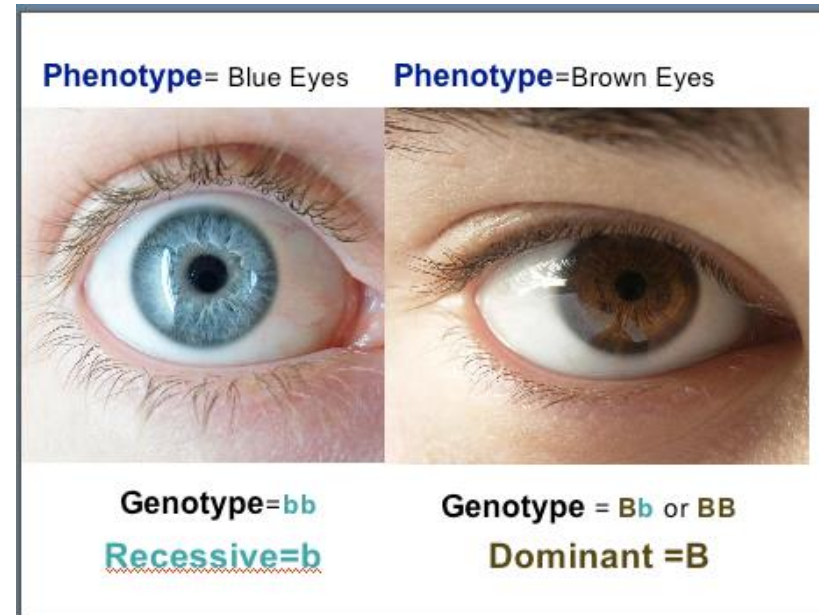 Phenotype= Blue Eyes
Phenotype=Brown Eyes
Genotype=bb
Genotype = Bb or BB
Recessive=b
Dominant =B